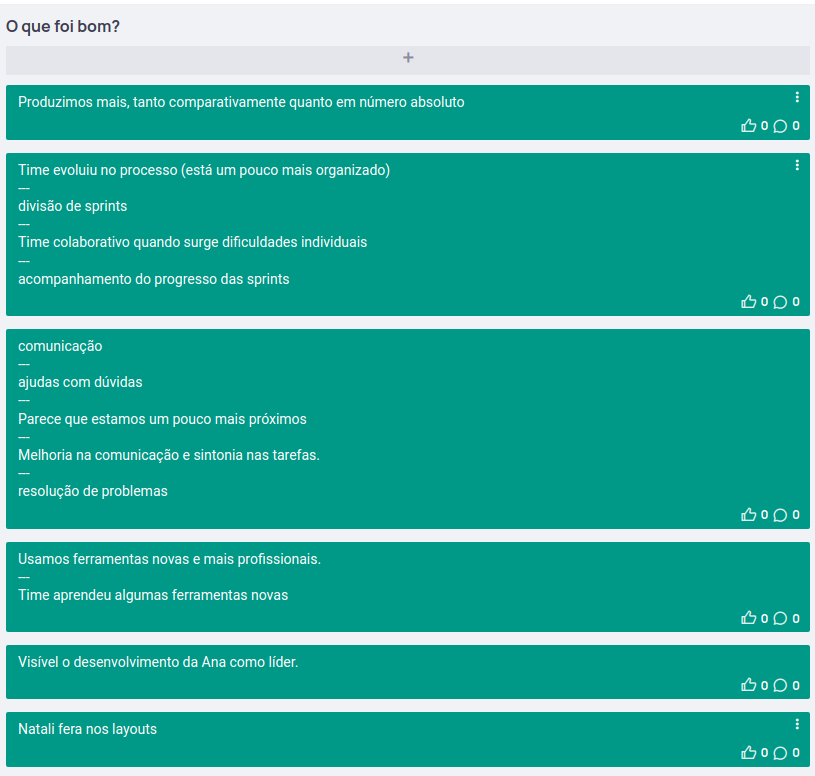 O que foi bom?
+
Produzimos mais, tanto comparativamente quanto em número absoluto
0 0
Time evoluiu no processo (está um pouco mais organizado)
---
divisão de sprints
---
Time colaborativo quando surge dificuldades individuais
---
acompanhamento do progresso das sprints
0 0
comunicação
---
ajudas com dúvidas
---
Parece que estamos um pouco mais próximos
---
Melhoria na comunicação e sintonia nas tarefas.
---
resolução de problemas
0 0
Usamos ferramentas novas e mais profissionais.
---
Time aprendeu algumas ferramentas novas
0 0
Visível o desenvolvimento da Ana como líder.
0 0
Natali fera nos layouts
0 0